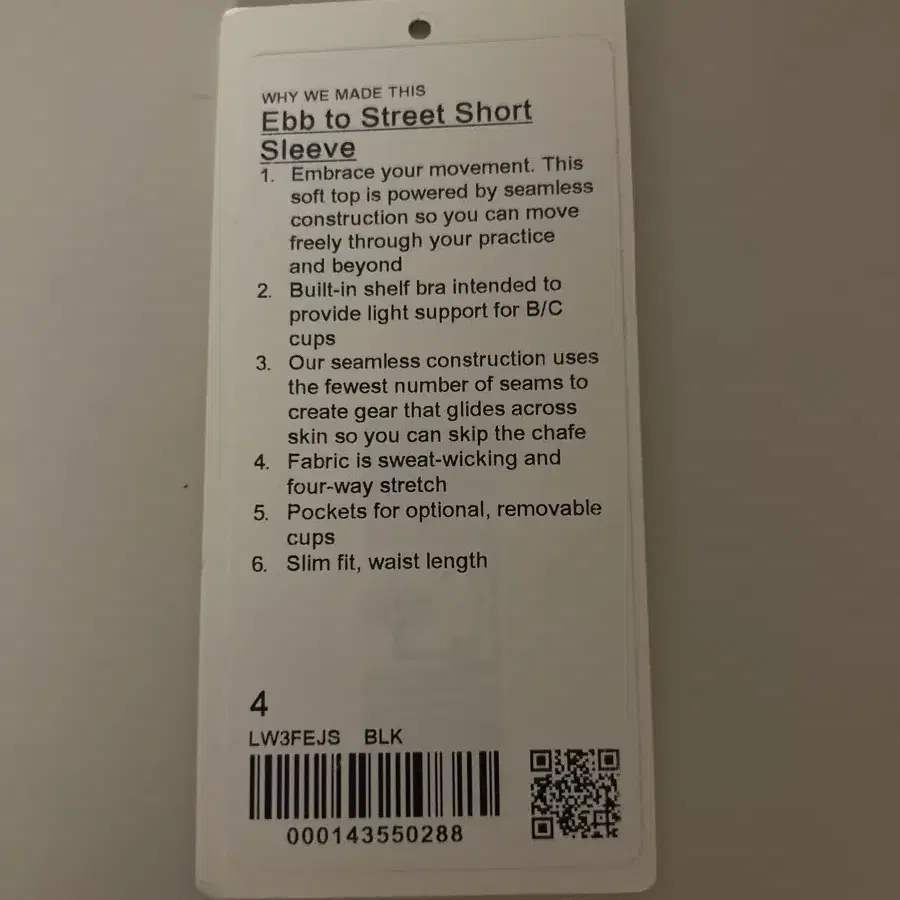 WHY WE MADE THIS
Ebb to Street Short
Sleeve
1. Embrace your movement. This
soft top is powered by seamless
construction so you can move
freely through your practice
and beyond
2. Built-in shelf bra intended to
provide light support for B/C
cups
3. Our seamless construction uses
the fewest number of seams to
create gear that glides across
skin so you can skip the chafe
4. Fabric is sweat-wicking and
four-way stretch
5. Pockets for optional, removable
cups
6. Slim fit, waist length
4
LW3FEJS BLK
000143550288